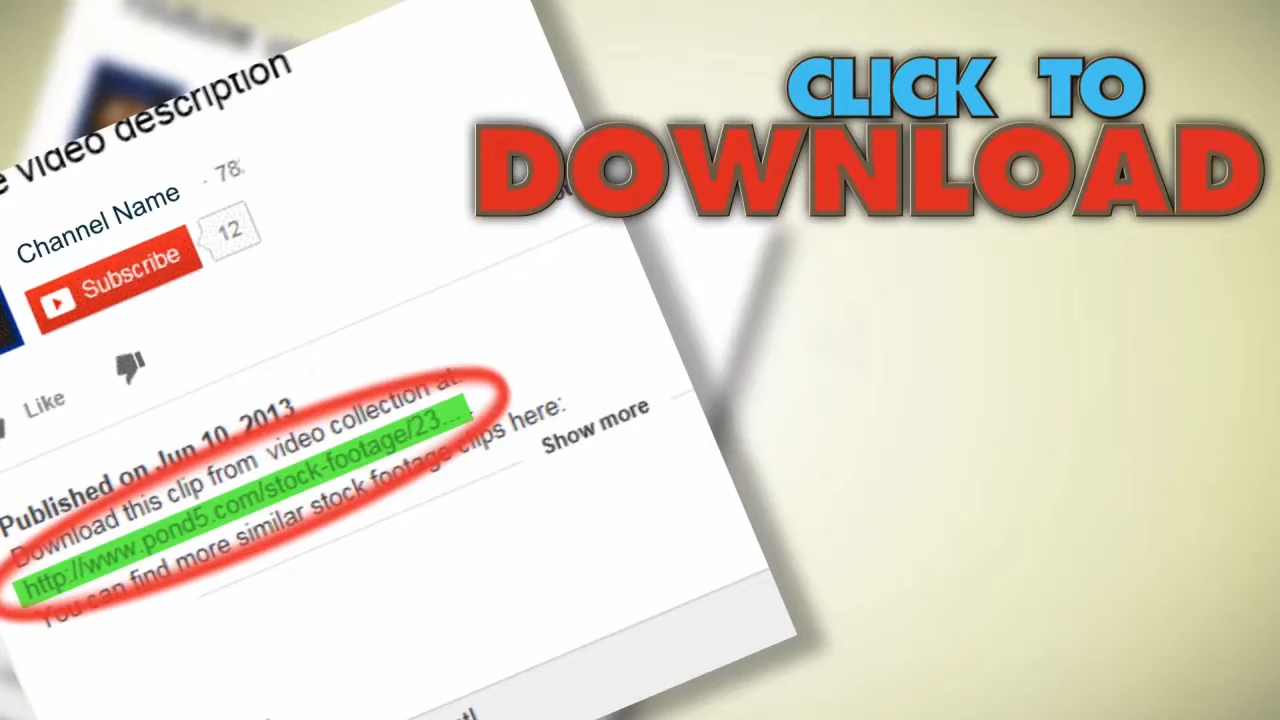 CLICK TO
DOWNLOAD
video description
Channel Name
78
Subscribe
12
Like
Published on Jun 10, 2013
Download this clip from video collection at
http://www.pond5.com/stock-footage/23...
You can find more similar stock footage clips here:
Show more